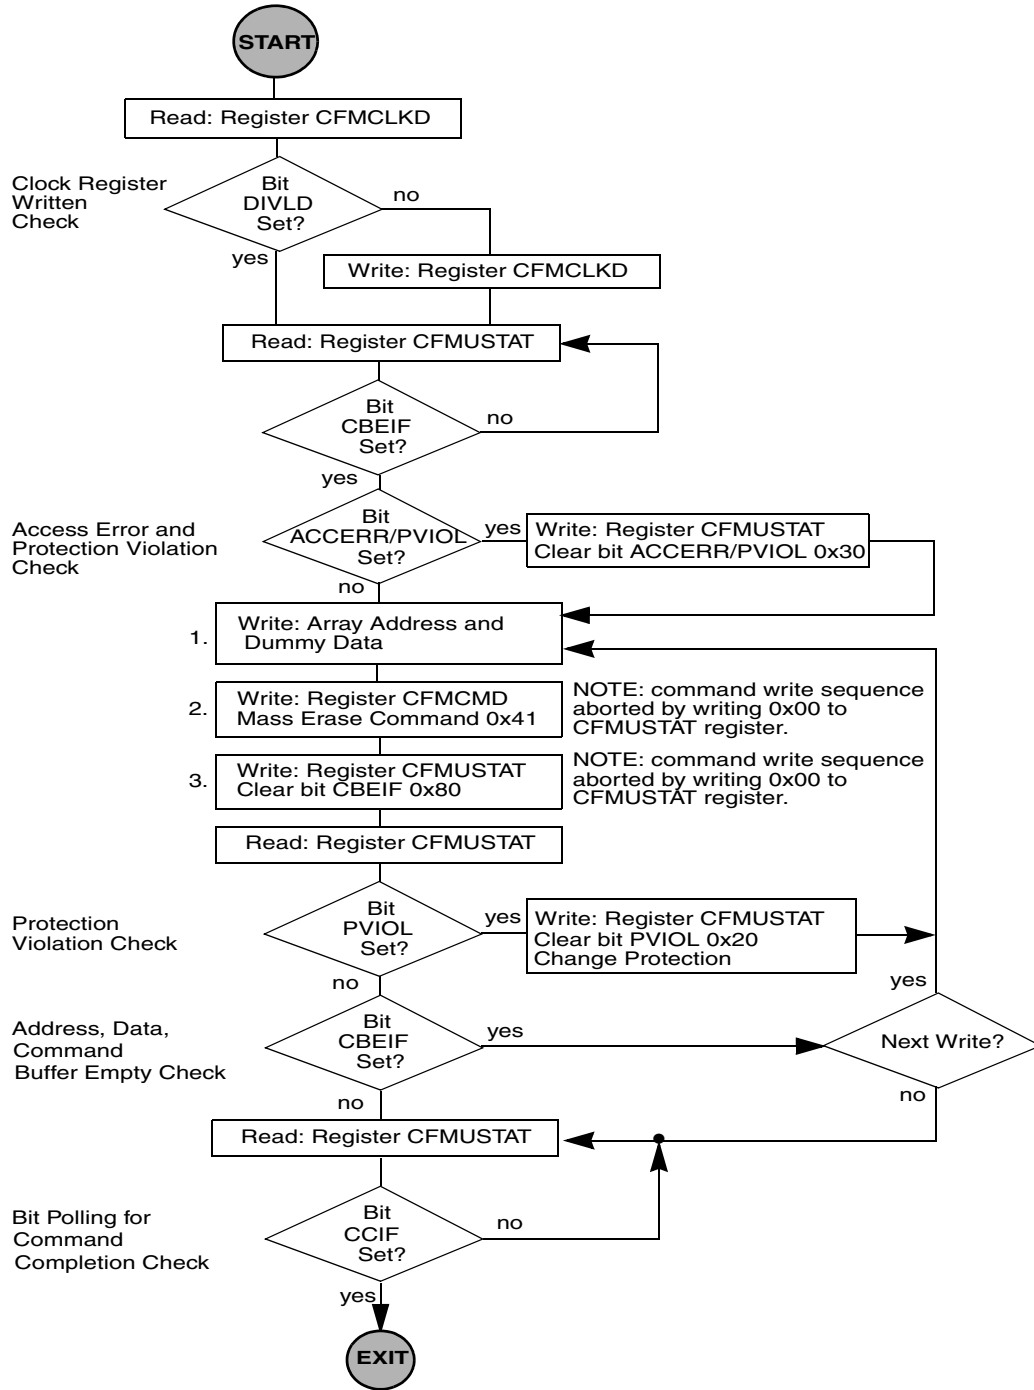 START
Read: Register CFMCLKD
Clock Register
Written
Check
Bit
DIVLD
Set?
no
yes
Write: Register CFMCLKD
Read: Register CFMUSTAT
Bit
CBEIF
Set?
no
yes
Access Error and
Protection Violation
Check
Bit
ACCERR/PVIOL
Set?
yes
Write: Register CFMUSTAT
Clear bit ACCERR/PVIOL 0x30
no
1.
Write: Array Address and
Dummy Data
2.
Write: Register CFMCMD
Mass Erase Command 0x41
NOTE: command write sequence
aborted by writing 0x00 to
CFMUSTAT register.
3.
Write: Register CFMUSTAT
Clear bit CBEIF 0x80
NOTE: command write sequence
aborted by writing 0x00 to
CFMUSTAT register.
Read: Register CFMUSTAT
Protection
Violation Check
Bit
PVIOL
Set?
yes
Write: Register CFMUSTAT
Clear bit PVIOL 0x20
Change Protection
no
yes
Address, Data,
Command
Buffer Empty Check
Bit
CBEIF
Set?
yes
Next Write?
no
no
Read: Register CFMUSTAT
Bit Polling for
Command
Completion Check
Bit
CCIF
Set?
no
yes
EXIT